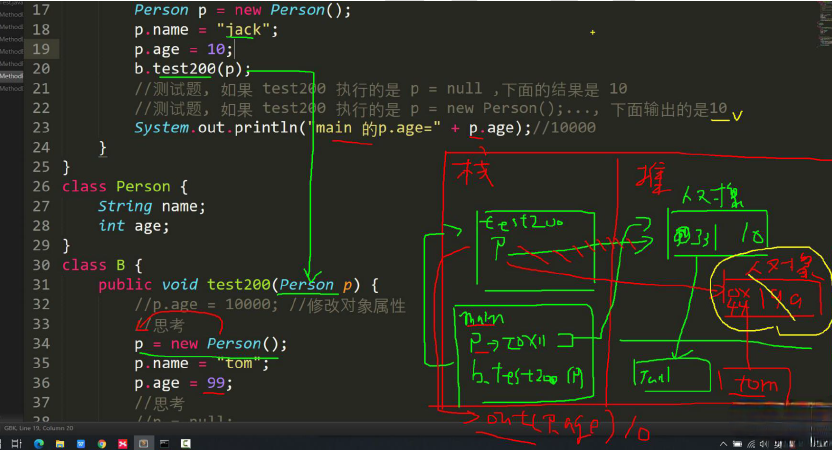 17 Person p = new Person();
18 p.name = "jack";
19 p.age = 10;
20 b.test200(p);
21 //测试题, 如果 test200 执行的是 p = null ,下面的结果是 10
22 //测试题, 如果 test200 执行的是 p = new Person();..., 下面输出的是10
23 System.out.println("main 的p.age=" + p.age);//10000
24 }
25 }
26 class Person {
27 String name;
28 int age;
29 }
30 class B {
31 public void test200(Person p) {
32 //p.age = 10000; //修改对象属性
33 //思考
34 p = new Person();
35 p.name = "tom";
36 p.age = 99;
37 //思考
38 //p = null;
栈
堆
test200
p
人对象
10
人对象
main
p
b.test200(p)
tom
out(p.age) 10
GBK, Line 19, Column 20